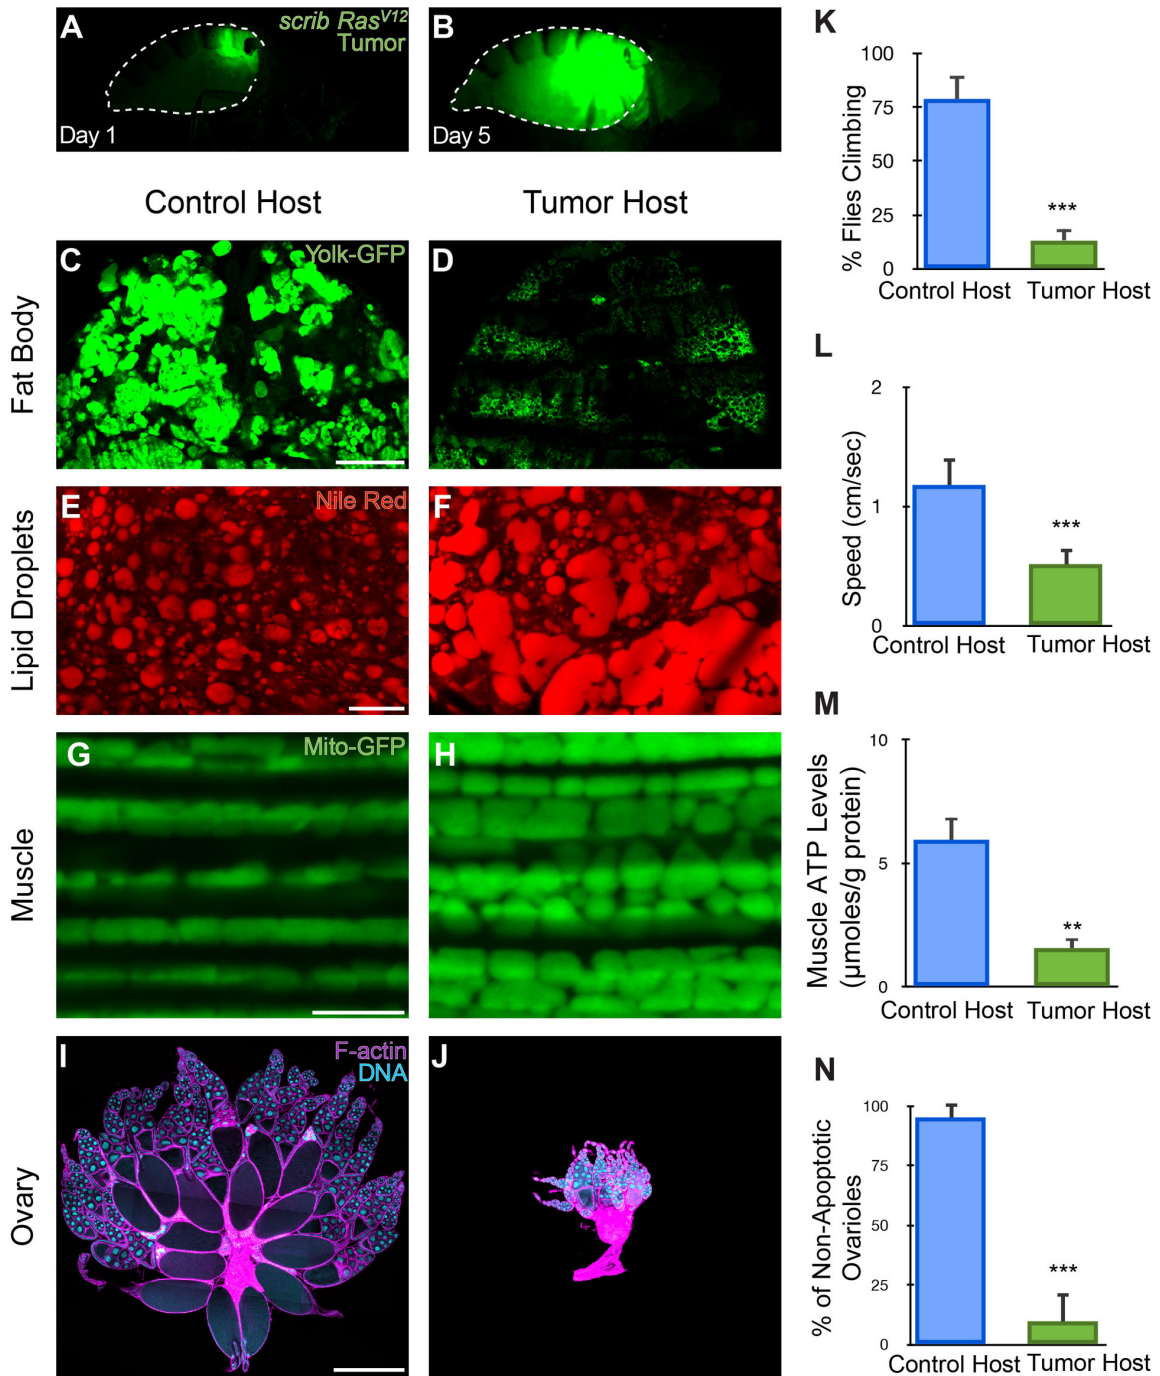 A
scrib Ras^V12
Tumor
Day 1
B
Day 5
Control Host
Tumor Host
Fat Body
C
Yolk-GFP
D
Lipid Droplets
E
Nile Red
F
Muscle
G
Mito-GFP
H
Ovary
I
F-actin
DNA
J
K
% Flies Climbing
100
75
50
25
0
***
Control Host
Tumor Host
L
Speed (cm/sec)
2
1
0
***
Control Host
Tumor Host
M
Muscle ATP Levels
(µmoles/g protein)
10
5
0
**
Control Host
Tumor Host
N
% of Non-Apoptotic
Ovarioles
100
75
50
25
0
***
Control Host
Tumor Host